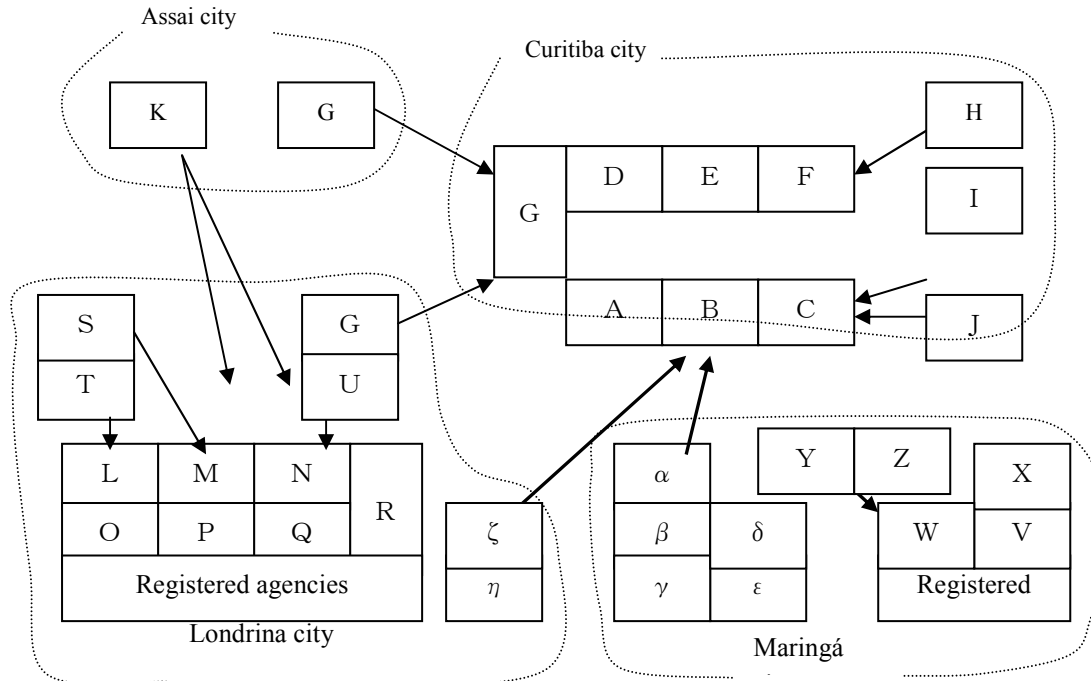 Assai city
Curitiba city
K
G
H
D
E
F
G
I
S
G
A
B
C
J
T
U
Y
Z
X
L
M
N
R
α
O
P
Q
ζ
β
δ
W
V
Registered agencies
η
γ
ε
Registered
Londrina city
Maringá